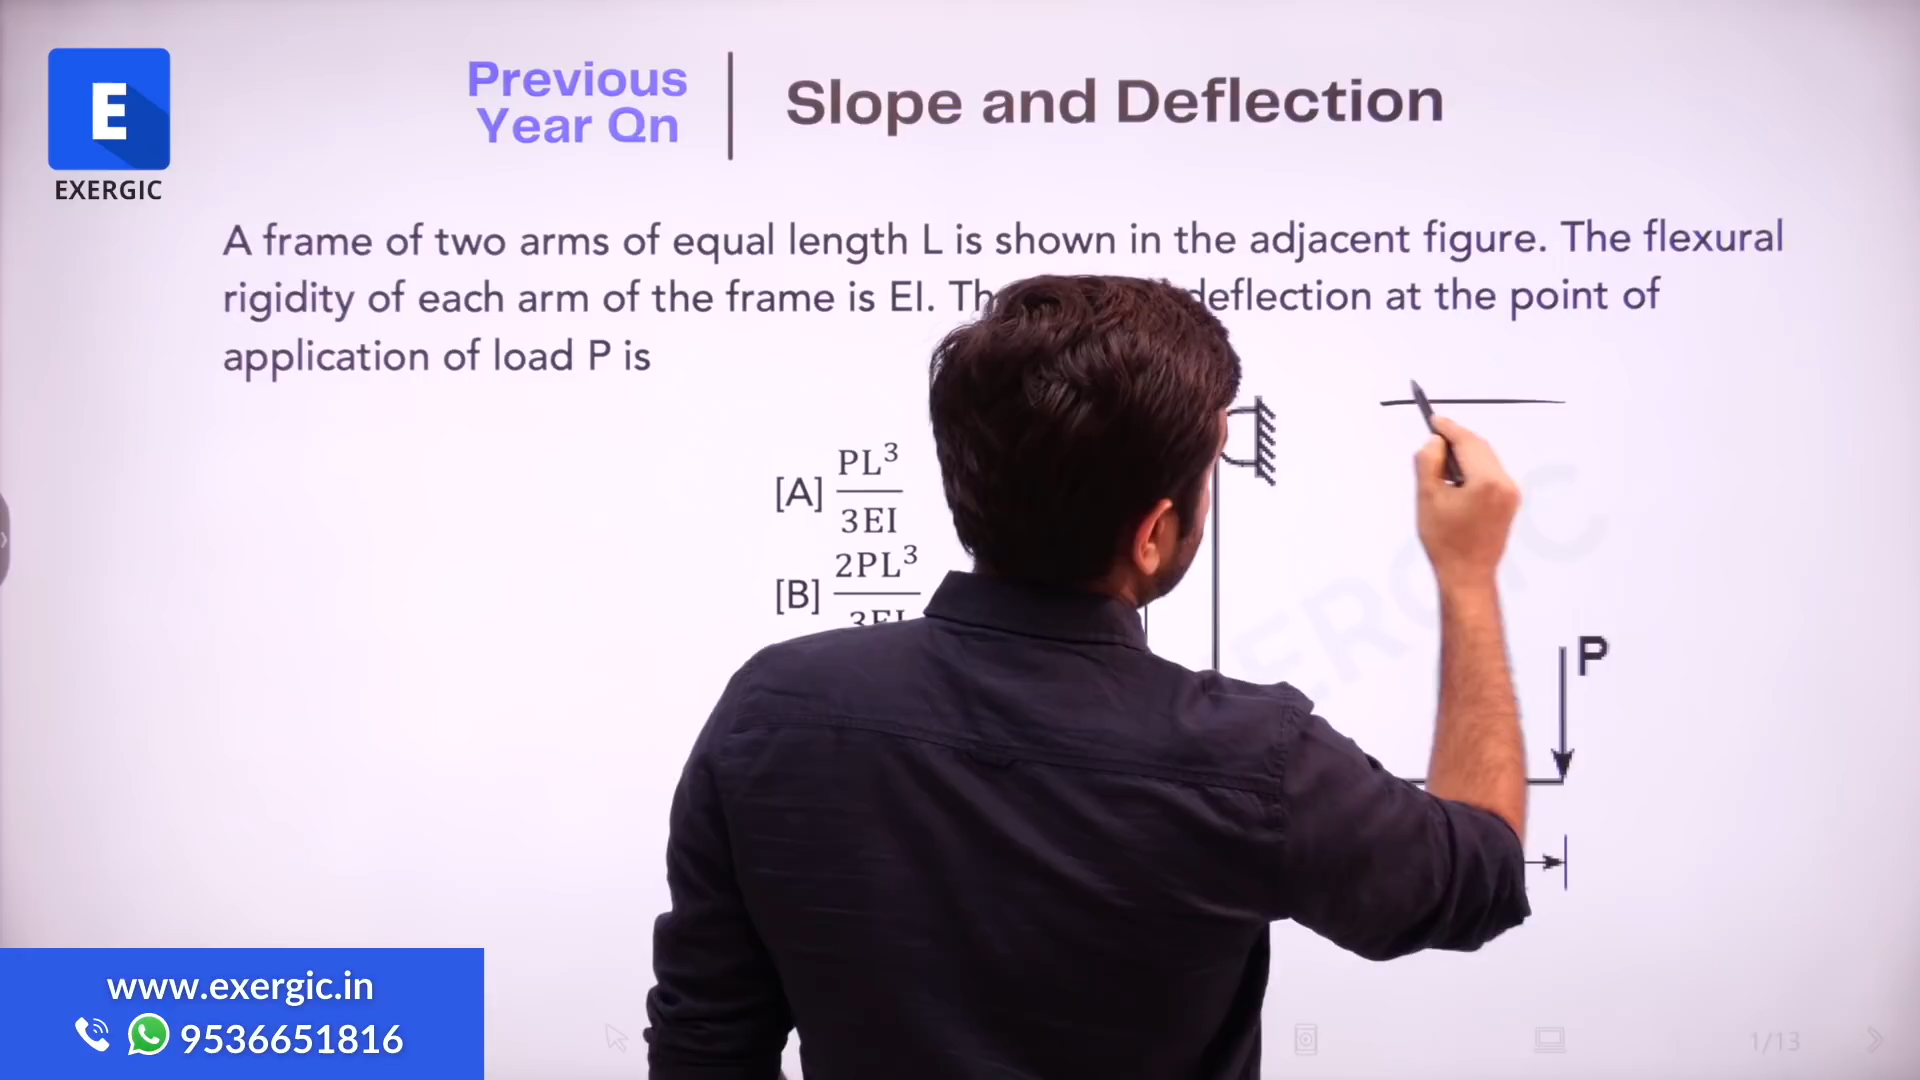 E
EXERGIC
Previous
Year Qn
Slope and Deflection
A frame of two arms of equal length L is shown in the adjacent figure. The flexural
rigidity of each arm of the frame is EI. deflection at the point of
application of load P is
[A] PL³
3EI
[B] 2PL³
P
www.exergic.in
9536651816
1/13